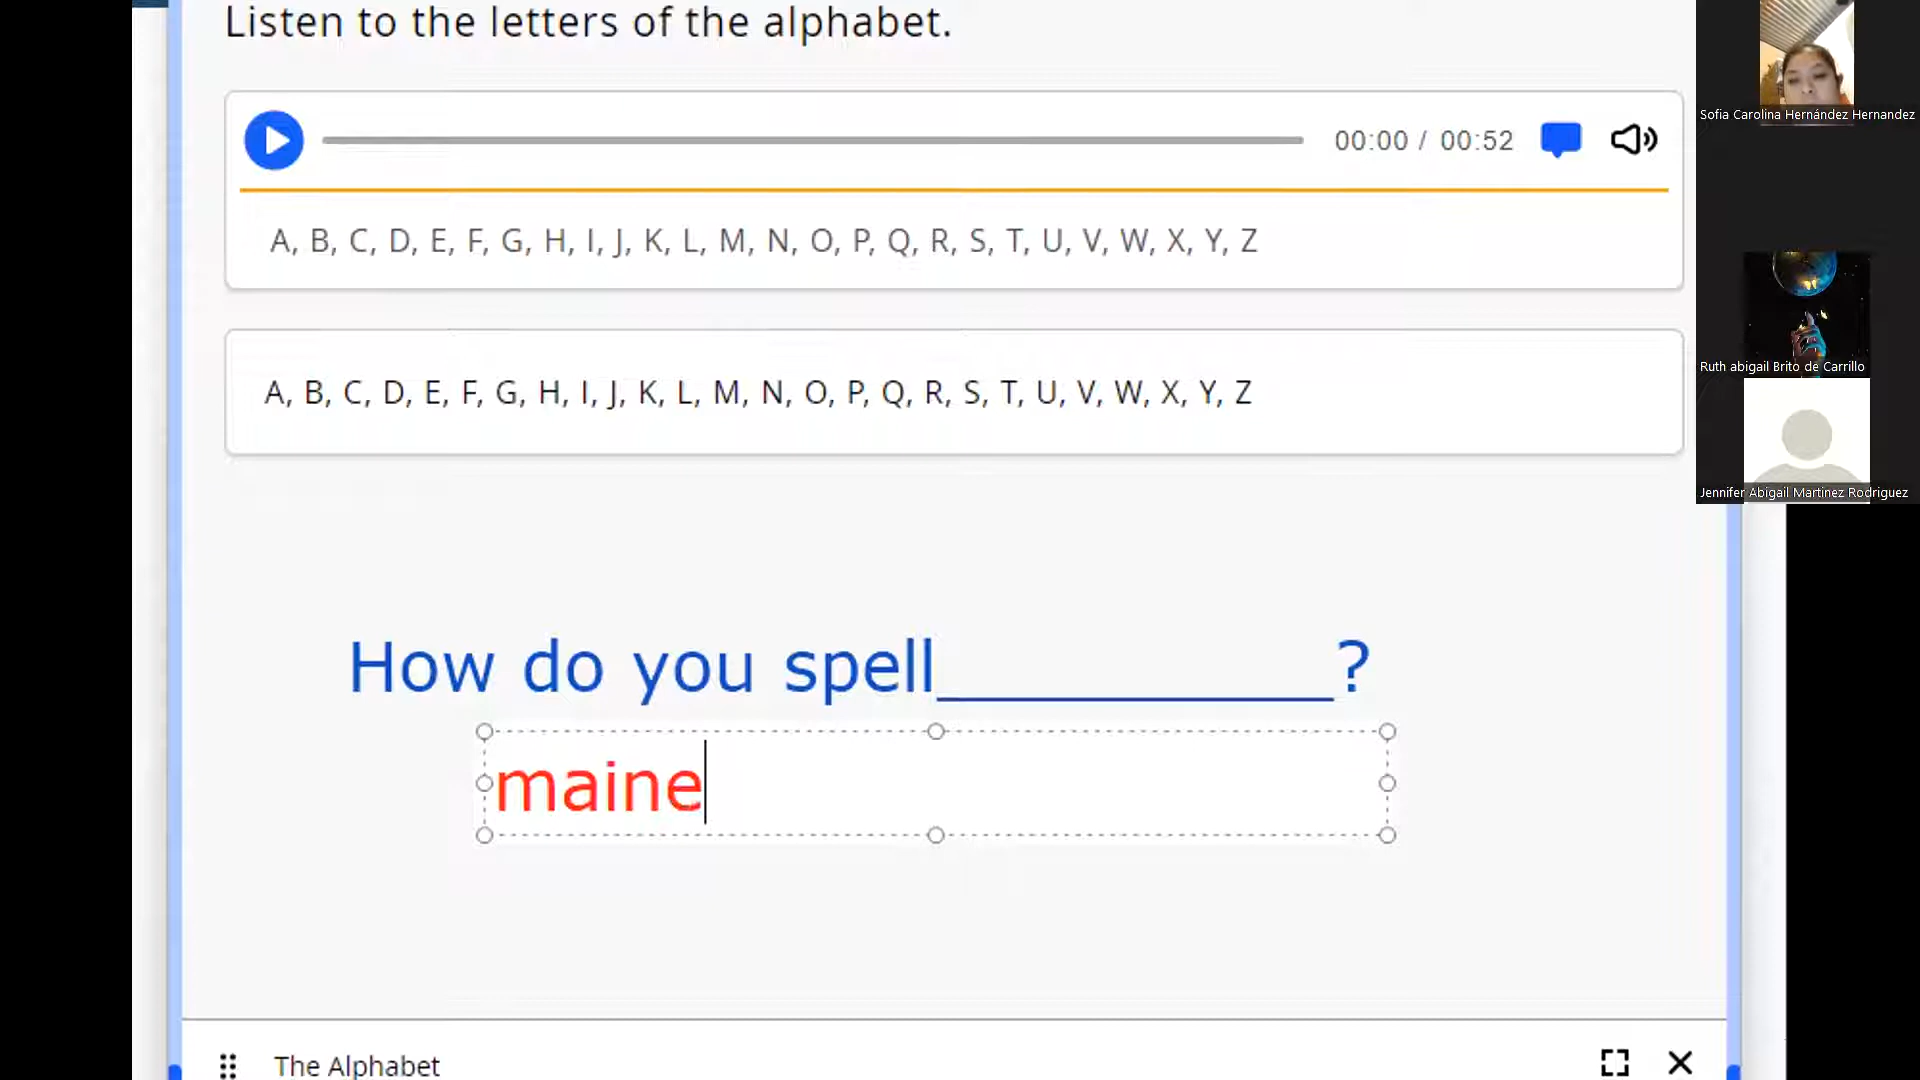 Listen to the letters of the alphabet.
00:00 / 00:52
A, B, C, D, E, F, G, H, I, J, K, L, M, N, O, P, Q, R, S, T, U, V, W, X, Y, Z
A, B, C, D, E, F, G, H, I, J, K, L, M, N, O, P, Q, R, S, T, U, V, W, X, Y, Z
How do you spell___________?
maine
The Alphabet
Sofia Carolina Hernández Hernandez
Ruth abigail Brito de Carrillo
Jennifer Abigail Martinez Rodriguez